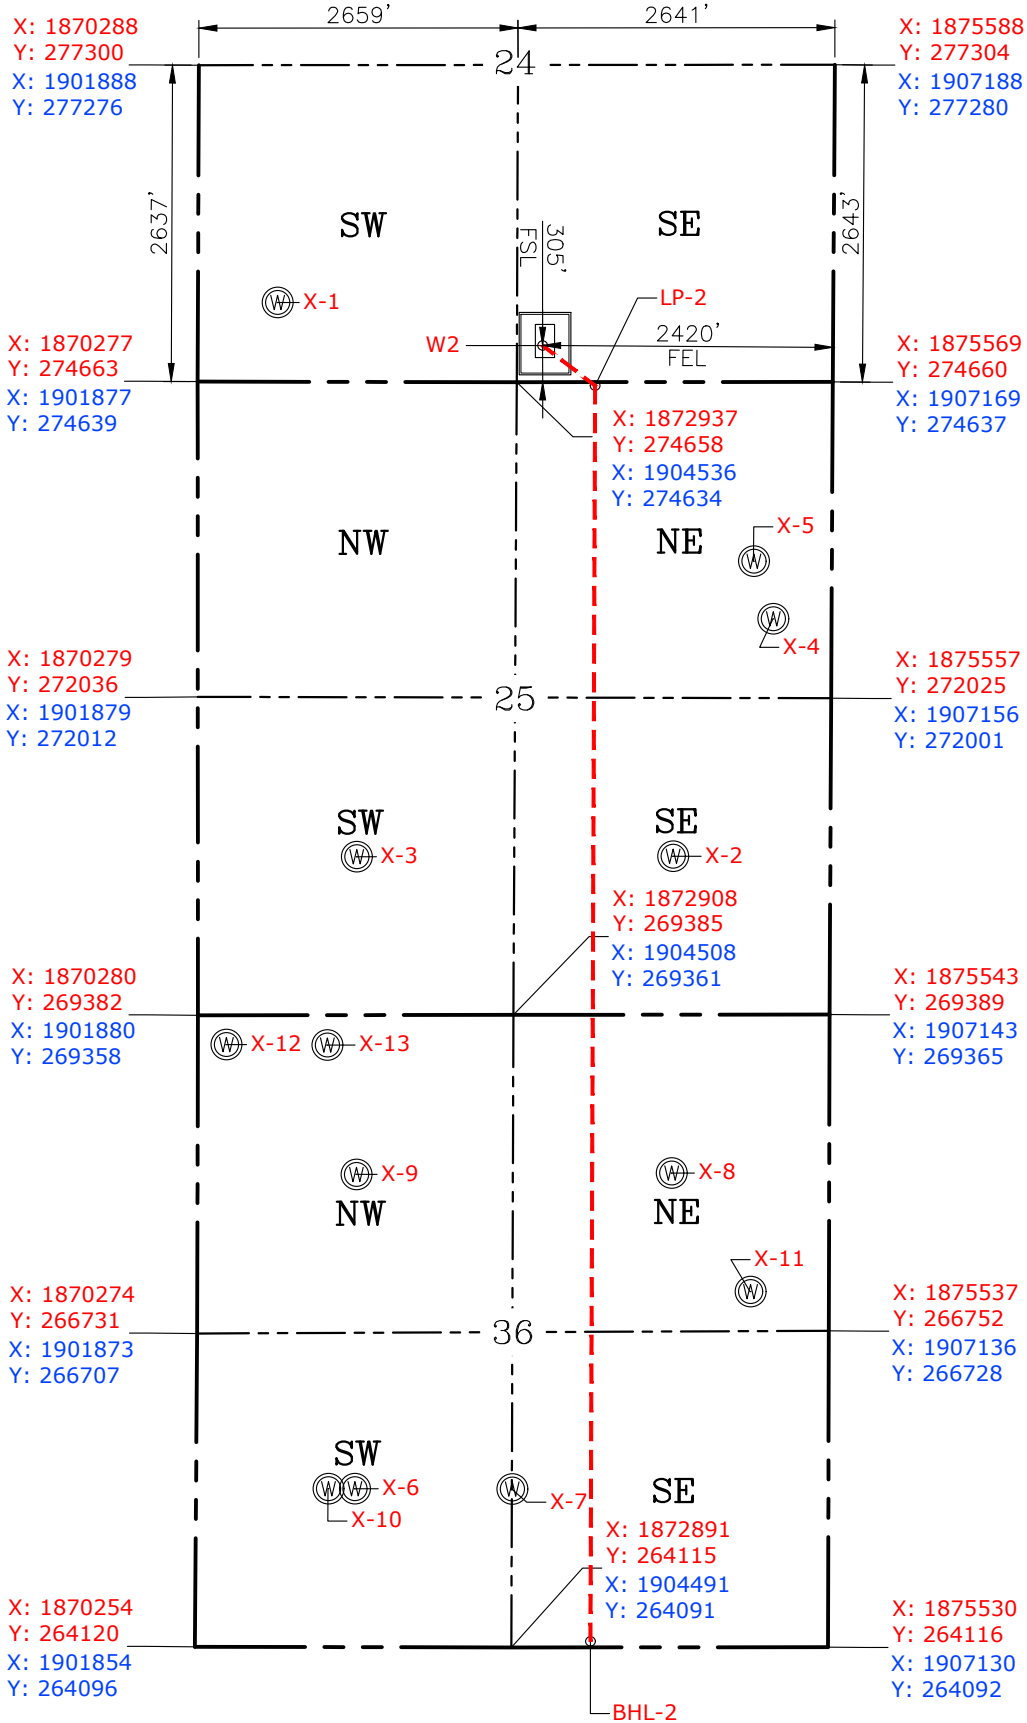 2659'
2641'
X: 1870288
Y: 277300
X: 1901888
Y: 277276
24
X: 1875588
Y: 277304
X: 1907188
Y: 277280
2637'
2643'
SW
SE
305'
FSL
X-1
LP-2
W2
2420'
FEL
X: 1870277
Y: 274663
X: 1901877
Y: 274639
X: 1875569
Y: 274660
X: 1907169
Y: 274637
X: 1872937
Y: 274658
X: 1904536
Y: 274634
NW
NE
X-5
X-4
X: 1870279
Y: 272036
X: 1901879
Y: 272012
25
X: 1875557
Y: 272025
X: 1907156
Y: 272001
SW
SE
W
X-3
W
X-2
X: 1872908
Y: 269385
X: 1904508
Y: 269361
X: 1870280
Y: 269382
X: 1901880
Y: 269358
X: 1875543
Y: 269389
X: 1907143
Y: 269365
W
X-12
W
X-13
W
X-9
W
X-8
NW
NE
X-11
W
X: 1870274
Y: 266731
X: 1901873
Y: 266707
36
X: 1875537
Y: 266752
X: 1907136
Y: 266728
SW
SE
W
W
X-6
W
X-7
X-10
X: 1872891
Y: 264115
X: 1904491
Y: 264091
X: 1870254
Y: 264120
X: 1901854
Y: 264096
X: 1875530
Y: 264116
X: 1907130
Y: 264092
BHL-2